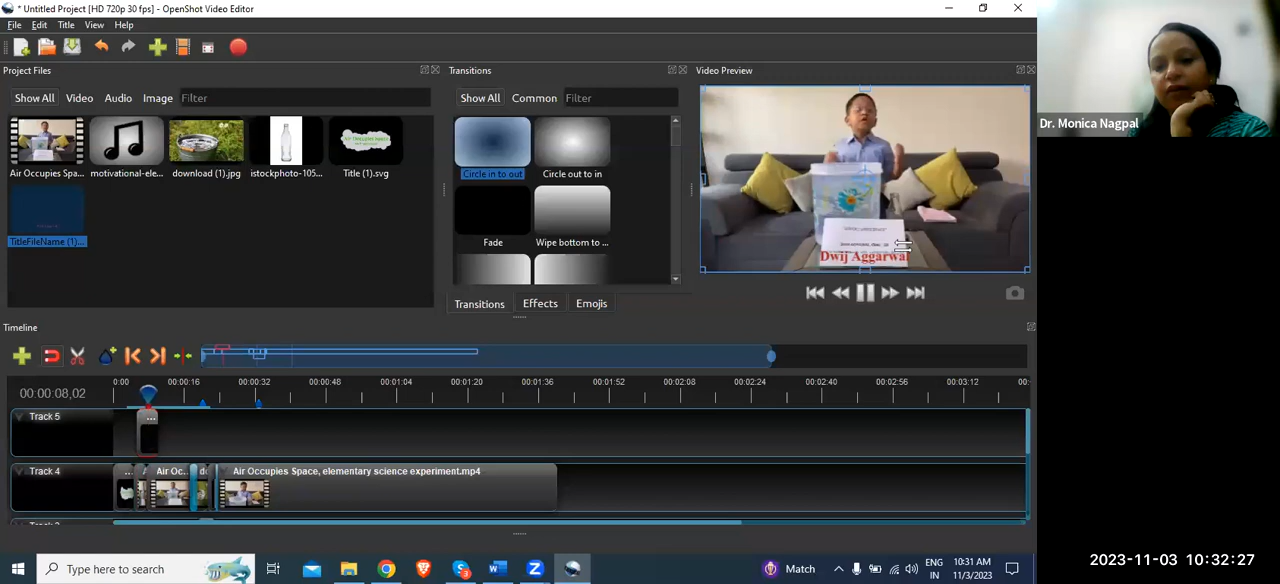 * Untitled Project [HD 720p 30 fps] - OpenShot Video Editor
File Edit Title View Help
Project Files
Transitions
Video Preview
Show All Video Audio Image Filter
Show All Common Filter
Dr. Monica Nagpal
Air Occupies Spa...
motivational-ele...
download (1).jpg
istockphoto-105...
Title (1).svg
Circle in to out
Circle out to in
TitleFileName (1)...
Fade
Wipe bottom to ...
Dwij Aggarwal
Transitions Effects Emojis
Timeline
00:00:08,02
0:00 00:00:16 00:00:32 00:00:48 00:01:04 00:01:20 00:01:36 00:01:52 00:02:08 00:02:24 00:02:40 00:02:56 00:03:12 00:
Track 5
...
Track 4
... Air Oc... Air Occupies Space, elementary science experiment.mp4
Type here to search
Match
ENG
IN
10:31 AM
11/3/2023
2023-11-03 10:32:27